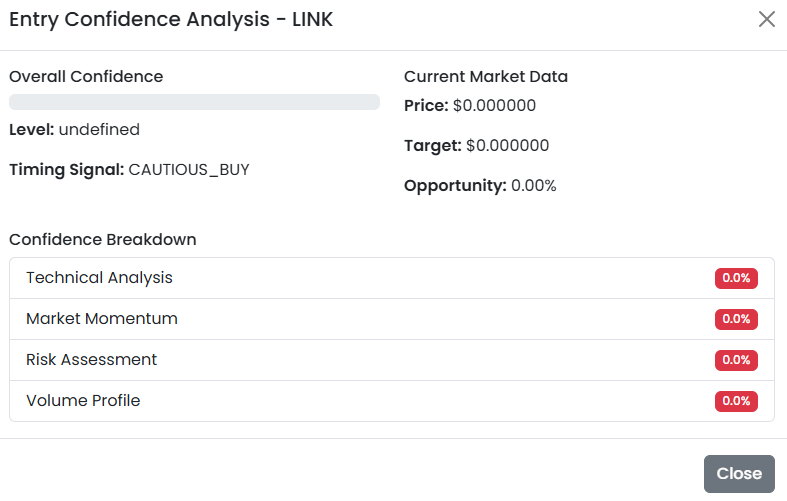 Entry Confidence Analysis - LINK
Overall Confidence
Level: undefined
Timing Signal: CAUTIOUS_BUY
Current Market Data
Price: $0.000000
Target: $0.000000
Opportunity: 0.00%
Confidence Breakdown
Technical Analysis 0.0%
Market Momentum 0.0%
Risk Assessment 0.0%
Volume Profile 0.0%
Close